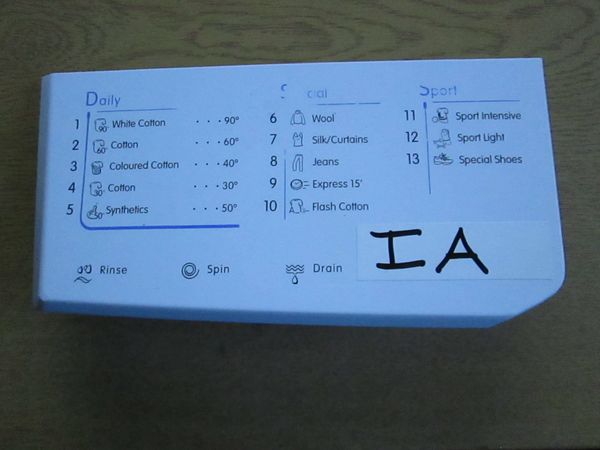 Daily
1 White Cotton . . . 90°
2 Cotton . . . 60°
3 Coloured Cotton . . . 40°
4 Cotton . . . 30°
5 Synthetics . . . 50°
S cial
6 Wool
7 Silk/Curtains
8 Jeans
9 Express 15'
10 Flash Cotton
Sport
11 Sport Intensive
12 Sport Light
13 Special Shoes
Rinse Spin Drain
IA